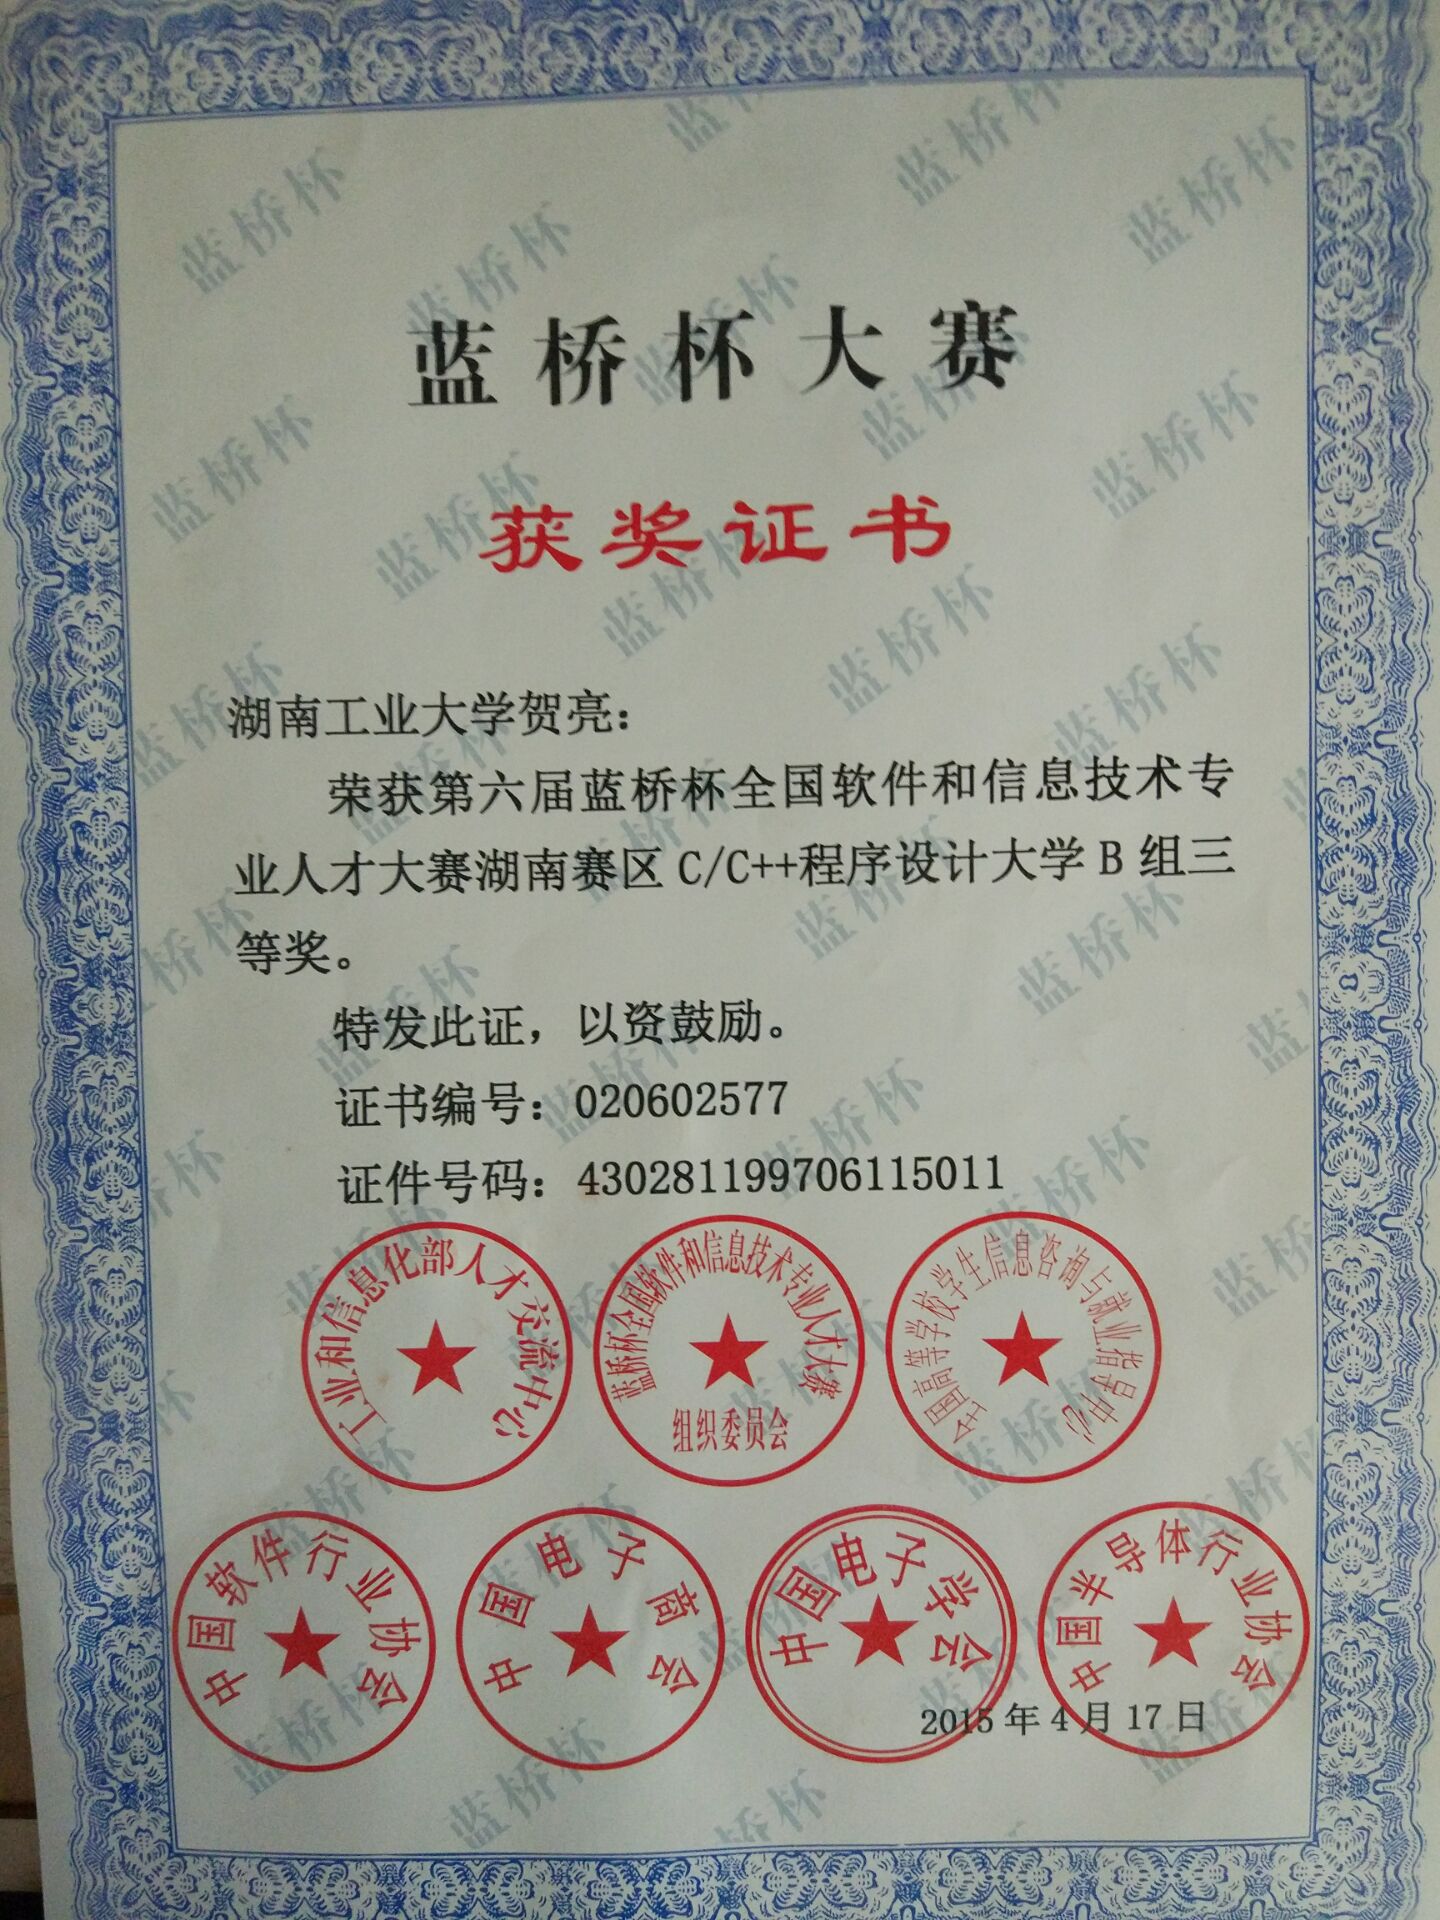 蓝桥杯大赛
获奖证书
湖南工业大学贺亮：
荣获第六届蓝桥杯全国软件和信息技术专
业人才大赛湖南赛区 C/C++程序设计大学 B 组三
等奖。
特发此证，以资鼓励。
证书编号：020602577
证件号码：430281199706115011
工业和信息化部人才交流中心
蓝桥杯全国软件和信息技术专业人才大赛
组织委员会
全国高等学校学生信息咨询与就业指导中心
中国软件行业协会
中国电子商会
中国电子学会
中国半导体行业协会
2015 年 4 月 17 日